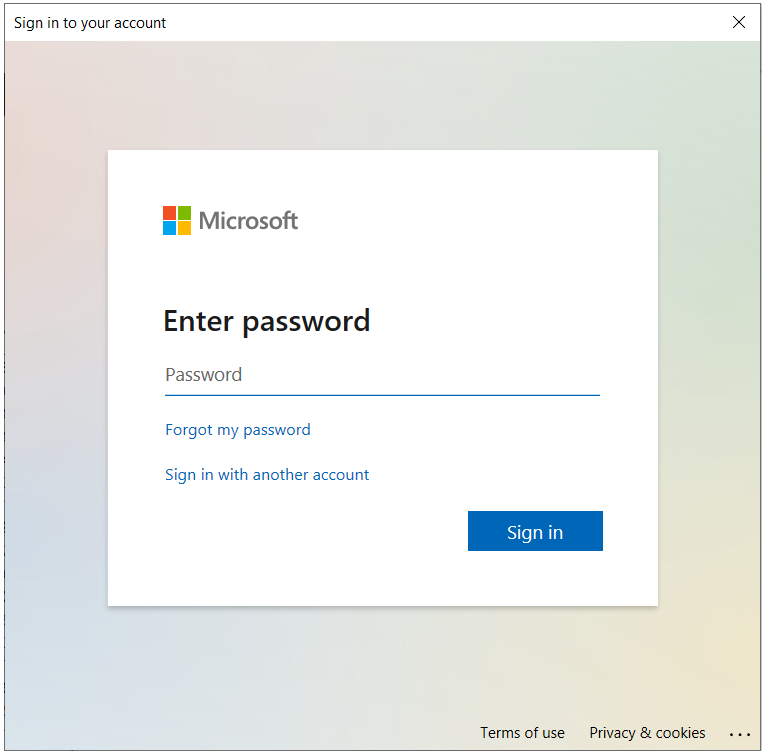 Sign in to your account
Microsoft
Enter password
Password
Forgot my password
Sign in with another account
Sign in
Terms of use Privacy & cookies ...